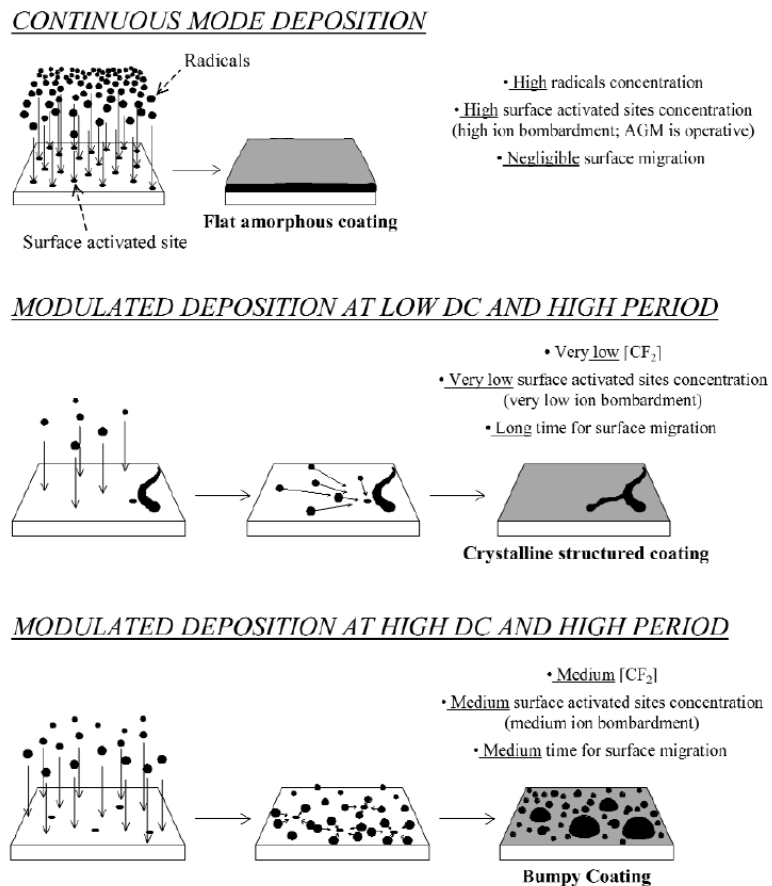 CONTINUOUS MODE DEPOSITION
Radicals
• High radicals concentration
• High surface activated sites concentration
(high ion bombardment; AGM is operative)
• Negligible surface migration
Flat amorphous coating
Surface activated site
MODULATED DEPOSITION AT LOW DC AND HIGH PERIOD
• Very low [CF₂]
• Very low surface activated sites concentration
(very low ion bombardment)
• Long time for surface migration
Crystalline structured coating
MODULATED DEPOSITION AT HIGH DC AND HIGH PERIOD
• Medium [CF₂]
• Medium surface activated sites concentration
(medium ion bombardment)
• Medium time for surface migration
Bumpy Coating